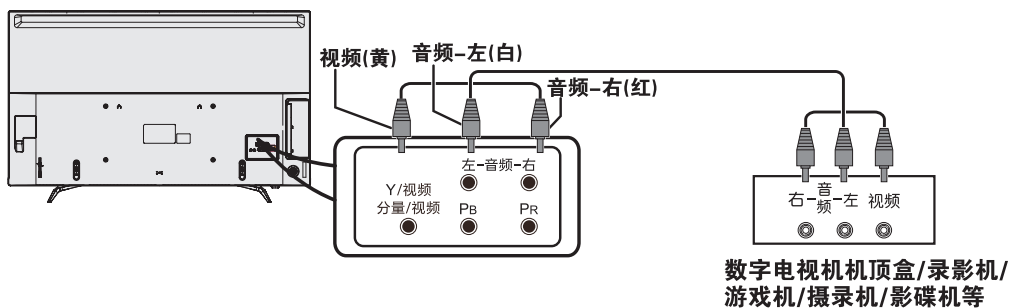 视频(黄)
音频-左(白)
音频-右(红)
左-音频-右
Y/视频
分量/视频
PB
PR
右-音频-左 视频
数字电视机机顶盒/录影机/
游戏机/摄录机/影碟机等